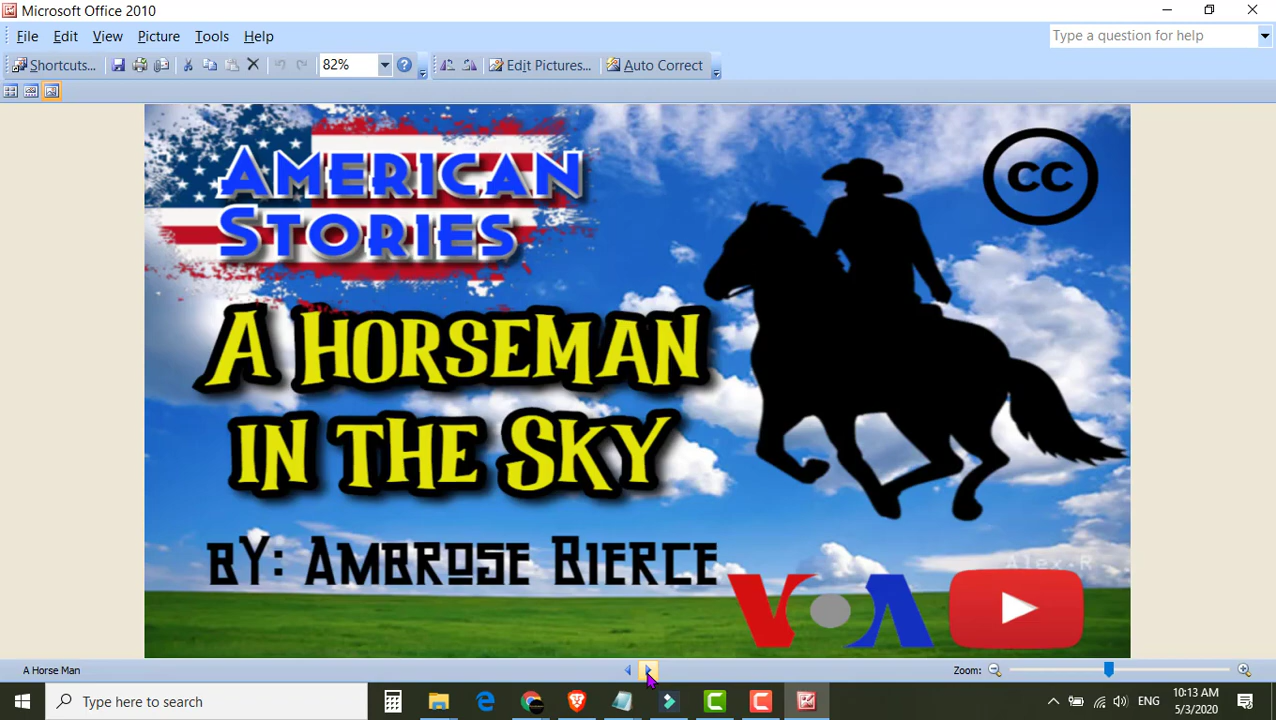 Microsoft Office 2010
File Edit View Picture Tools Help
Type a question for help
Shortcuts...
82%
Edit Pictures...
Auto Correct
AMERICAN
STORIES
CC
A HORSEMAN
IN THE SKY
BY: AMBROSE BIERCE
Alex.R
VOA
A Horse Man
Zoom:
Type here to search
ENG
10:13 AM
5/3/2020